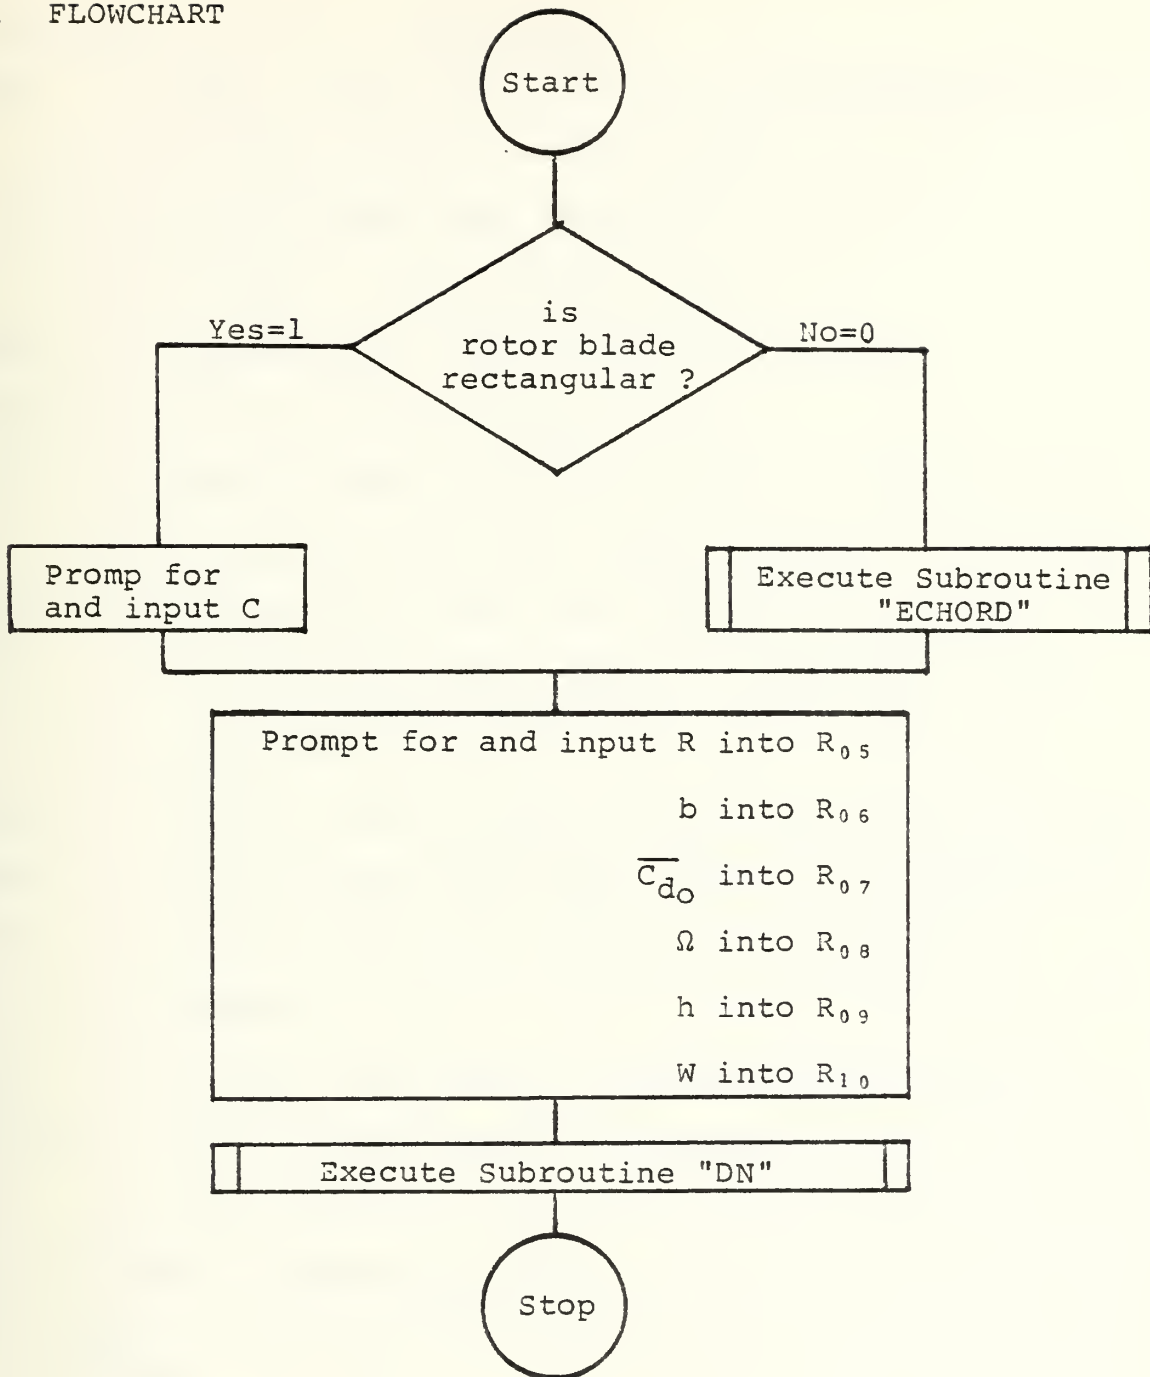 FLOWCHART
Start
is
rotor blade
rectangular ?
Yes=1
No=0
Promp for
and input C
Execute Subroutine
"ECHORD"
Prompt for and input R into R₀₅
b into R₀₆
C̅d̅ₒ into R₀₇
Ω into R₀₈
h into R₀₉
W into R₁₀
Execute Subroutine "DN"
Stop